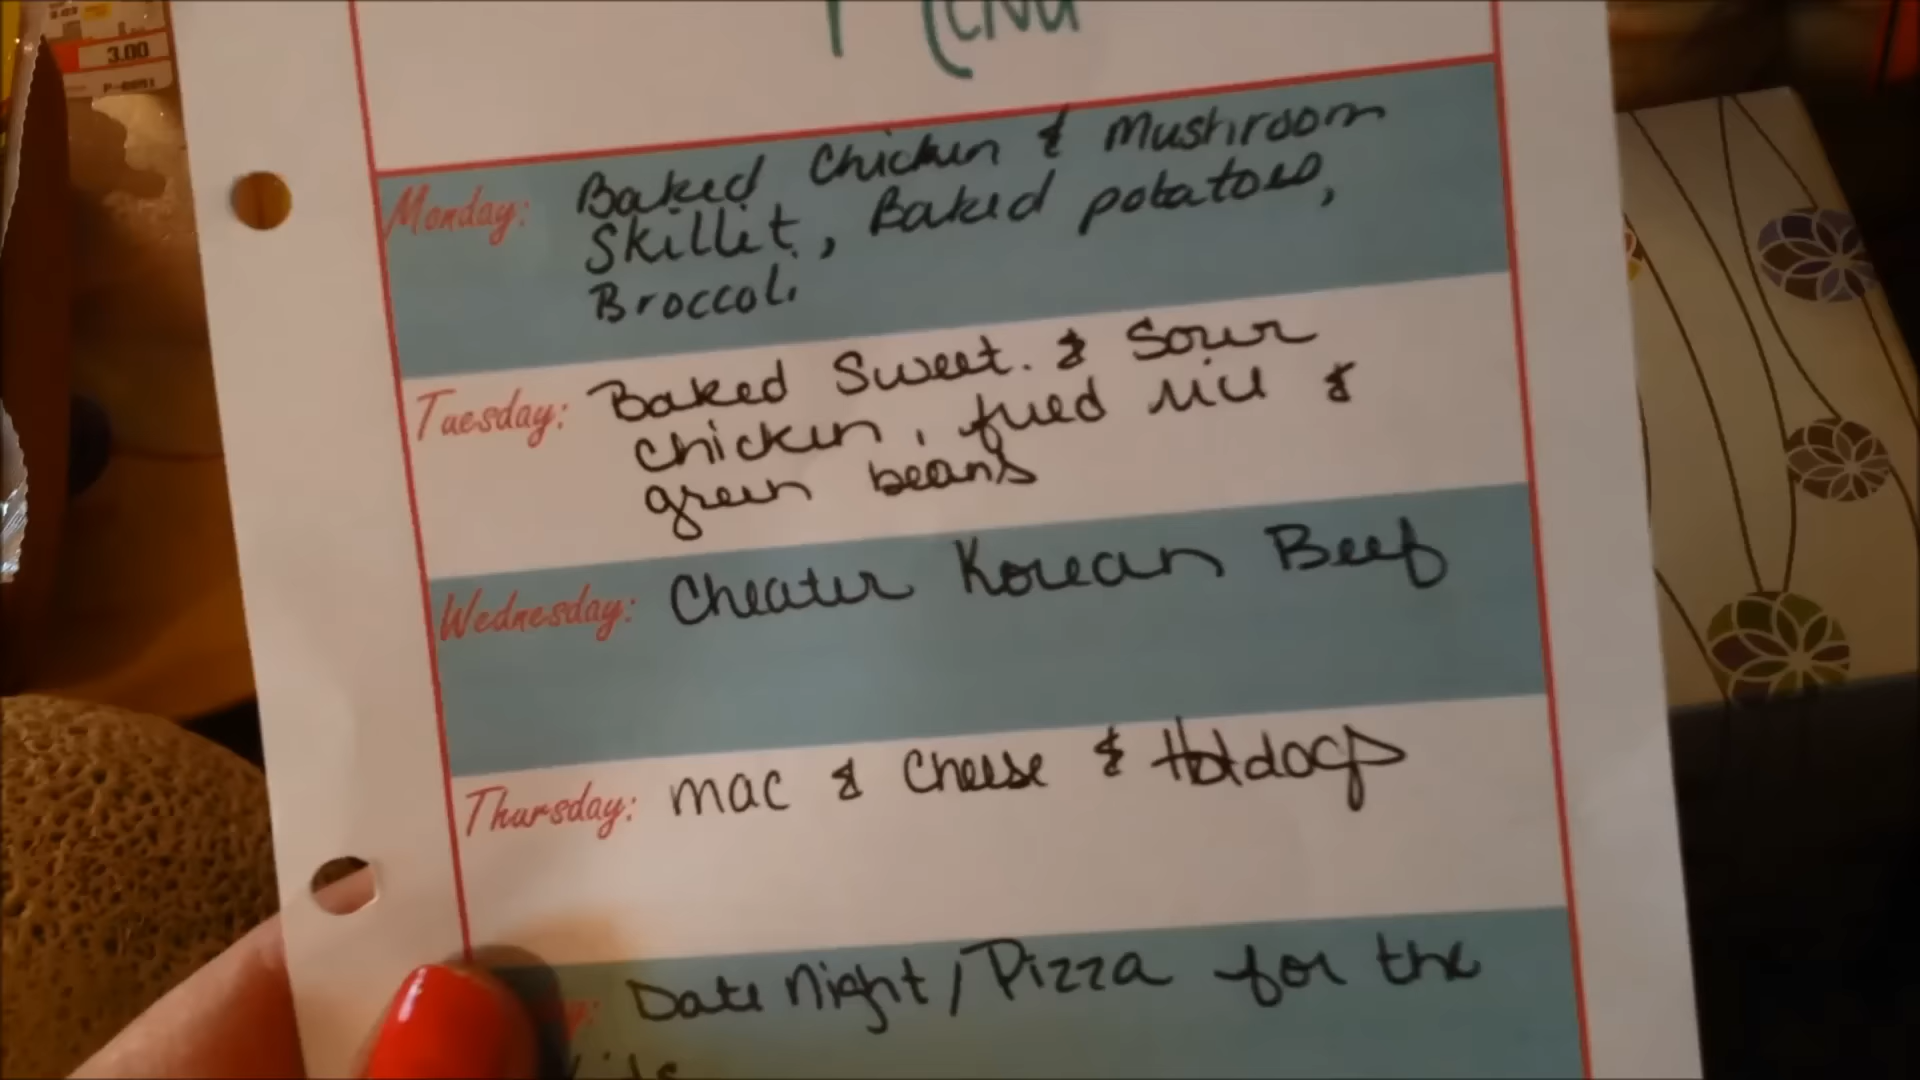 3.00
Menu
Monday: Baked Chicken & Mushroom
Skillit, Baked potatoes,
Broccoli
Tuesday: Baked Sweet. & Sour
chicken, fried rice &
green beans
Wednesday: Cheater Korean Beef
Thursday: Mac & Cheese & Hotdogs
Date Night/Pizza for the